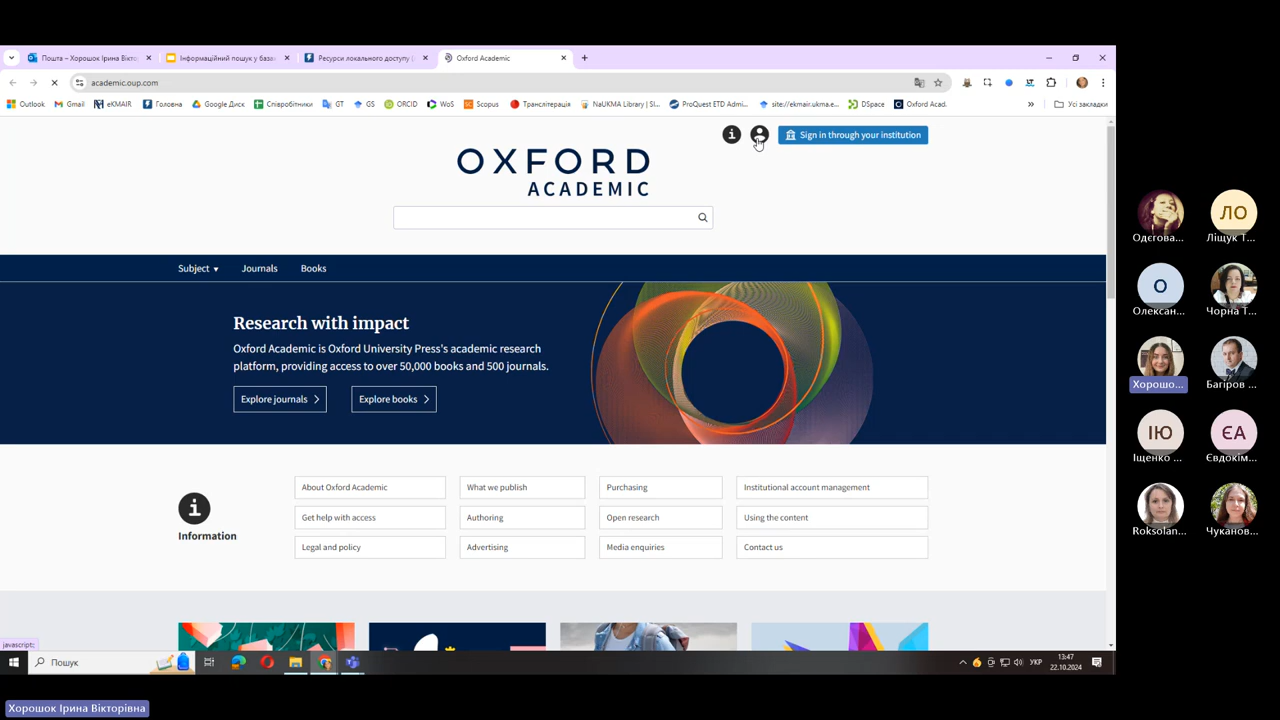 Пошта – Хорошок Ірина Вікто
Інформаційний пошук у база
Ресурси локального доступу |
Oxford Academic
academic.oup.com
Outlook
Gmail
eKMAIR
Головна
Google Диск
Співробітники
GT
GS
ORCID
WoS
Scopus
Транслітерація
NaUKMA Library | Sl...
ProQuest ETD Admi...
site://ekmair.ukma.e...
DSpace
Oxford Acad.
Усі закладки
Sign in through your institution
OXFORD
ACADEMIC
Subject
Journals
Books
Research with impact
Oxford Academic is Oxford University Press's academic research
platform, providing access to over 50,000 books and 500 journals.
Explore journals
Explore books
Information
About Oxford Academic
What we publish
Purchasing
Institutional account management
Get help with access
Authoring
Open research
Using the content
Legal and policy
Advertising
Media enquiries
Contact us
javascript:
Пошук
УКР
13:47
22.10.2024
Одєгова...
ЛО
Ліщук Т...
О
Олексан...
Чорна Т...
Хорошо...
Багіров ...
ІЮ
Іщенко ...
ЄА
Євдокім...
Roksolan...
Чуканов...
Хорошок Ірина Вікторівна